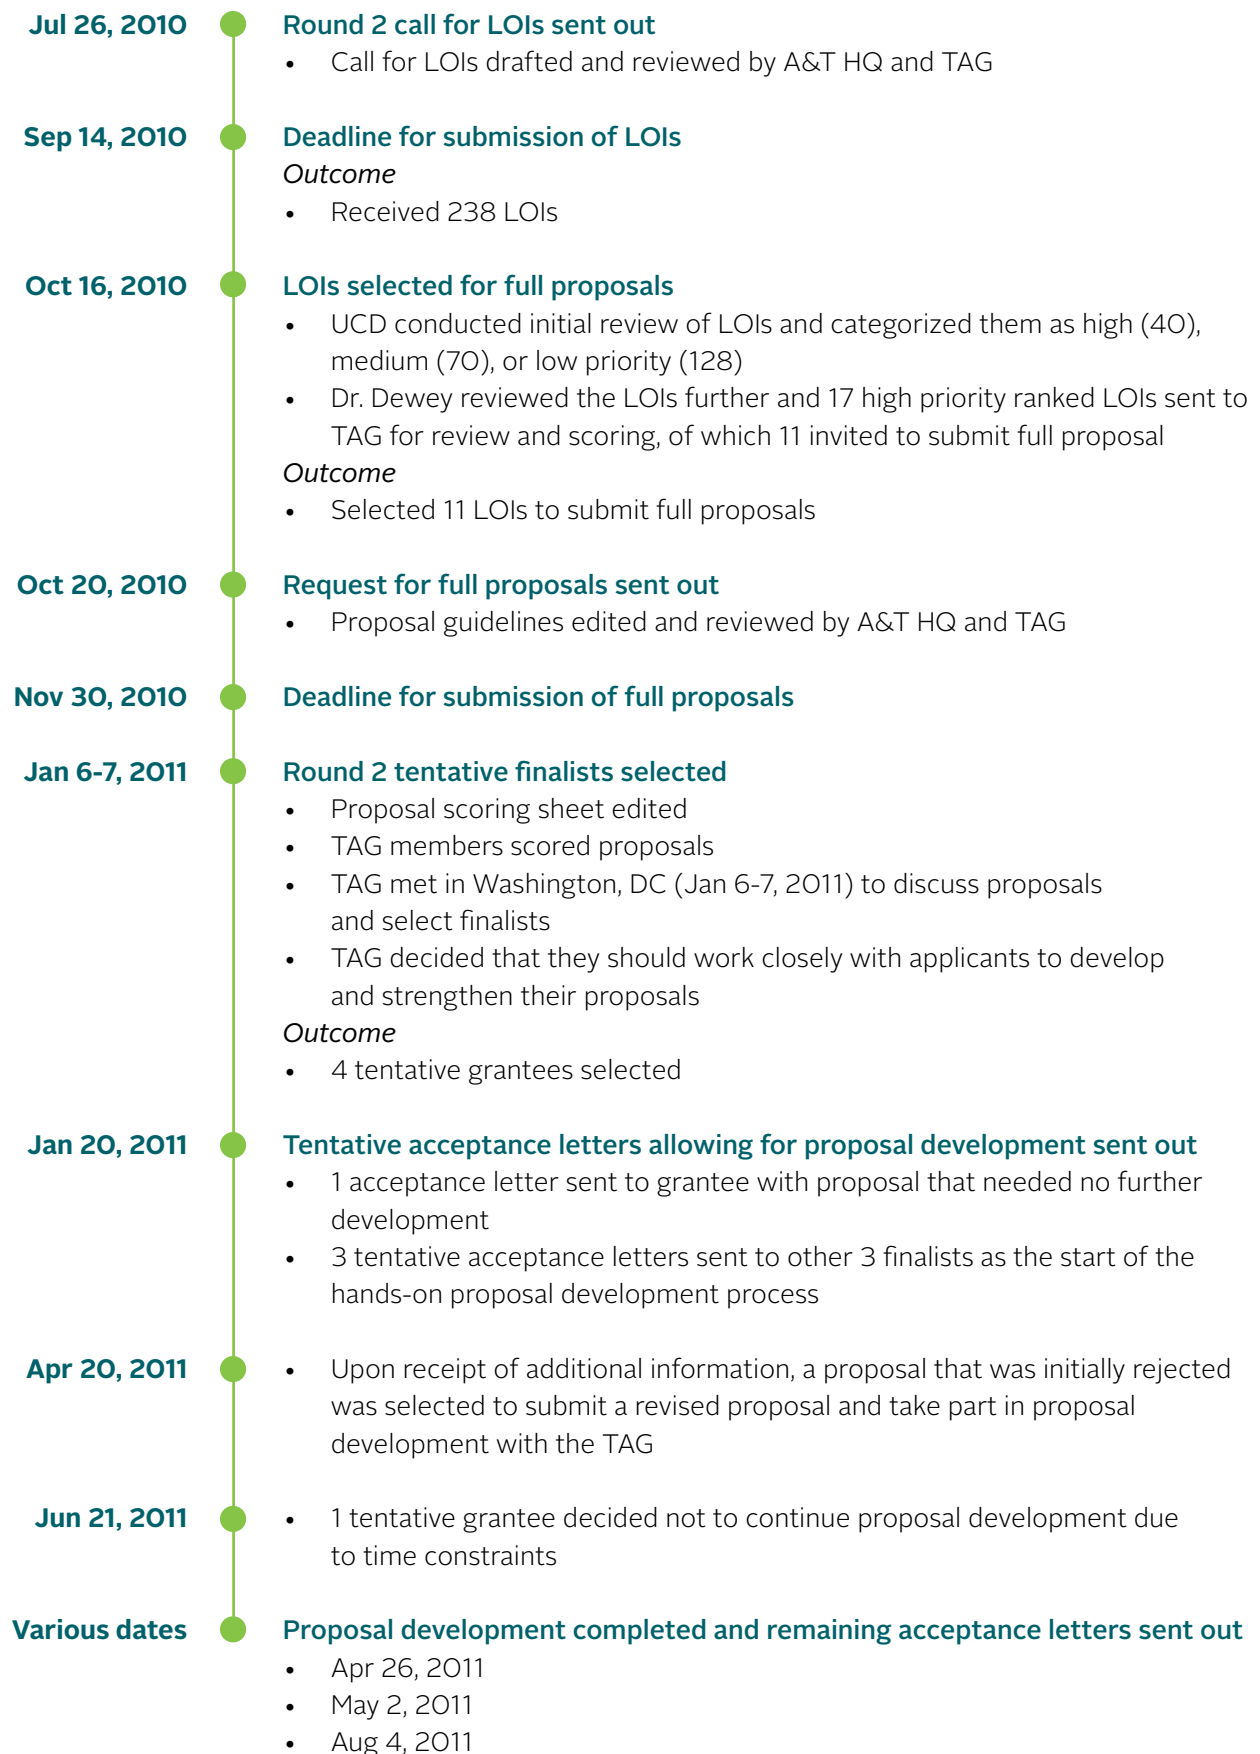 Jul 26, 2010 Round 2 call for LOIs sent out
• Call for LOIs drafted and reviewed by A&T HQ and TAG
Sep 14, 2010 Deadline for submission of LOIs
Outcome
• Received 238 LOIs
Oct 16, 2010 LOIs selected for full proposals
• UCD conducted initial review of LOIs and categorized them as high (40),
medium (70), or low priority (128)
• Dr. Dewey reviewed the LOIs further and 17 high priority ranked LOIs sent to
TAG for review and scoring, of which 11 invited to submit full proposal
Outcome
• Selected 11 LOIs to submit full proposals
Oct 20, 2010 Request for full proposals sent out
• Proposal guidelines edited and reviewed by A&T HQ and TAG
Nov 30, 2010 Deadline for submission of full proposals
Jan 6-7, 2011 Round 2 tentative finalists selected
• Proposal scoring sheet edited
• TAG members scored proposals
• TAG met in Washington, DC (Jan 6-7, 2011) to discuss proposals
and select finalists
• TAG decided that they should work closely with applicants to develop
and strengthen their proposals
Outcome
• 4 tentative grantees selected
Jan 20, 2011 Tentative acceptance letters allowing for proposal development sent out
• 1 acceptance letter sent to grantee with proposal that needed no further
development
• 3 tentative acceptance letters sent to other 3 finalists as the start of the
hands-on proposal development process
Apr 20, 2011 • Upon receipt of additional information, a proposal that was initially rejected
was selected to submit a revised proposal and take part in proposal
development with the TAG
Jun 21, 2011 • 1 tentative grantee decided not to continue proposal development due
to time constraints
Various dates Proposal development completed and remaining acceptance letters sent out
• Apr 26, 2011
• May 2, 2011
• Aug 4, 2011